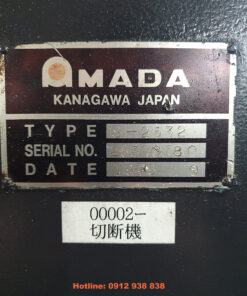 AMADA
KANAGAWA JAPAN
TYPE
SERIAL NO.
DATE
00002-
切断機
Hotline: 0912 938 838